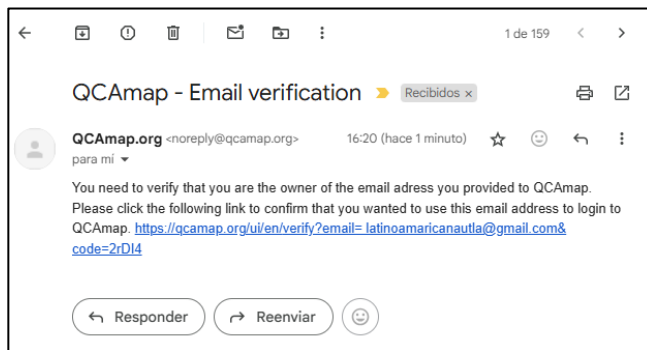 1 de 159
QCAmap - Email verification Recibidos ×
QCAmap.org <noreply@qcamap.org> 16:20 (hace 1 minuto)
para mí
You need to verify that you are the owner of the email adress you provided to QCAmap.
Please click the following link to confirm that you wanted to use this email address to login to
QCAmap. https://qcamap.org/ui/en/verify?email= latinoamaricanautla@gmail.com&
code=2rDI4
Responder Reenviar